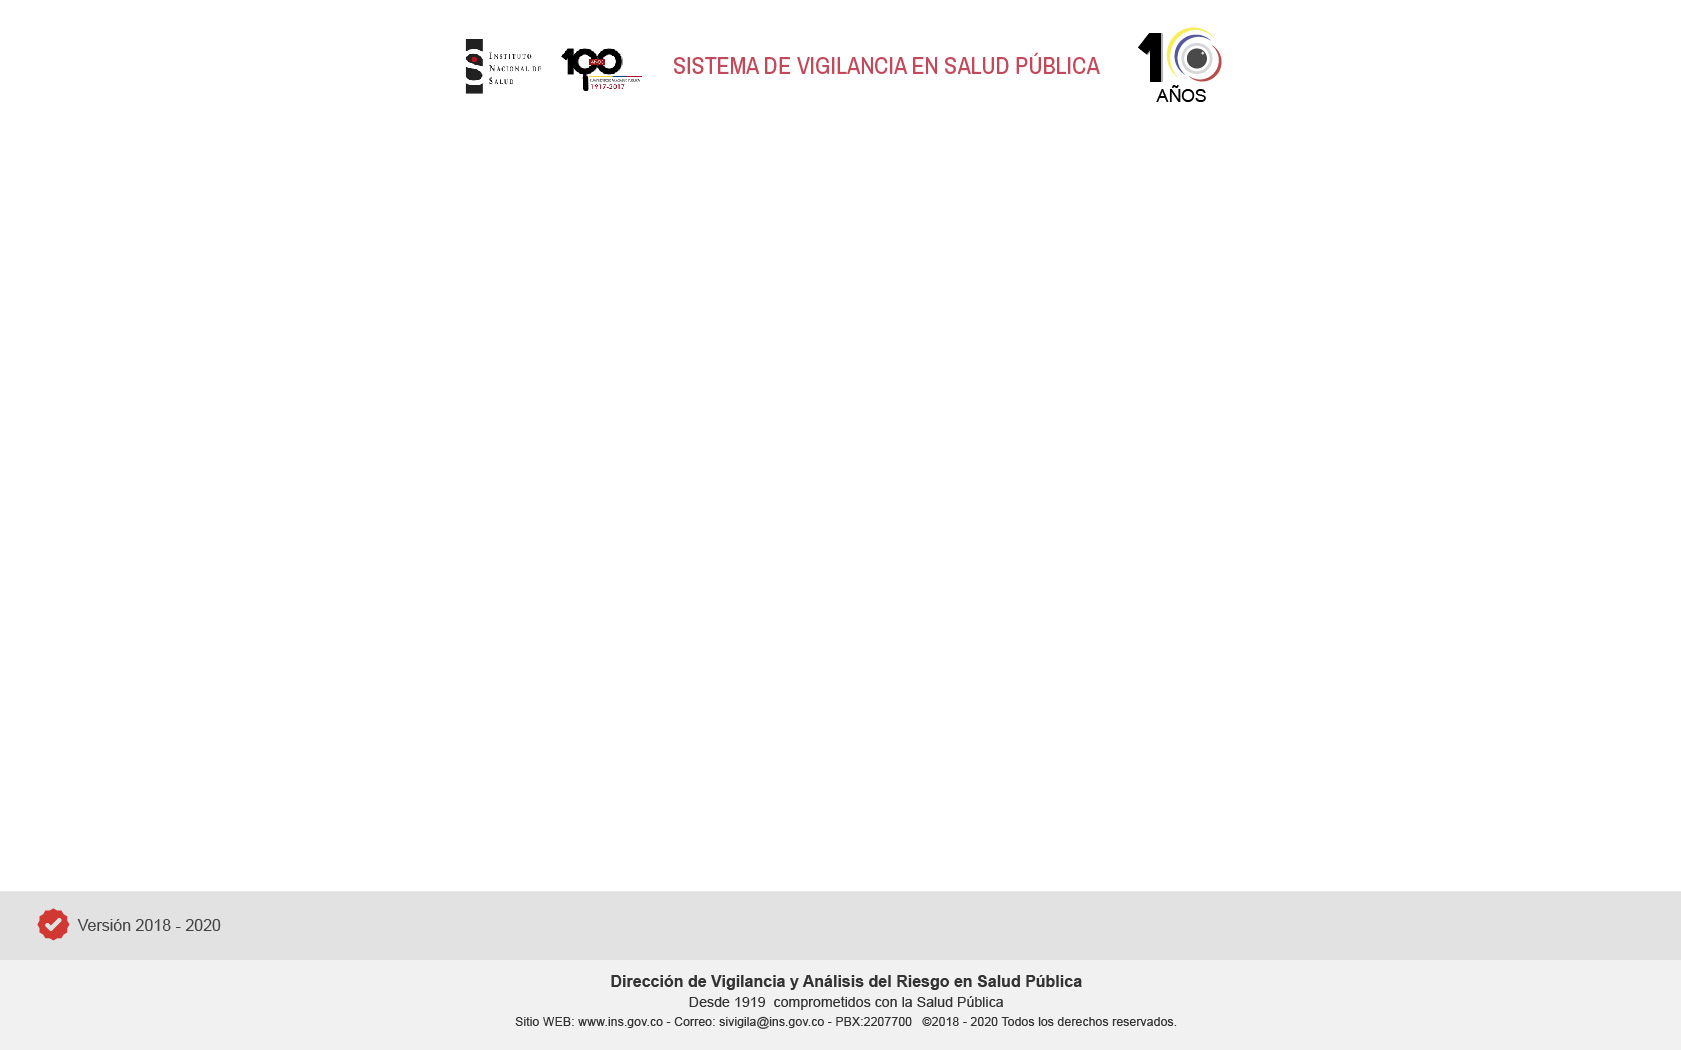 INSTITUTO
NACIONAL DE
SALUD
100
AÑOS
1917-2017
SISTEMA DE VIGILANCIA EN SALUD PÚBLICA
10
AÑOS
Versión 2018 - 2020
Dirección de Vigilancia y Análisis del Riesgo en Salud Pública
Desde 1919 comprometidos con la Salud Pública
Sitio WEB: www.ins.gov.co - Correo: sivigila@ins.gov.co - PBX:2207700 ©2018 - 2020 Todos los derechos reservados.